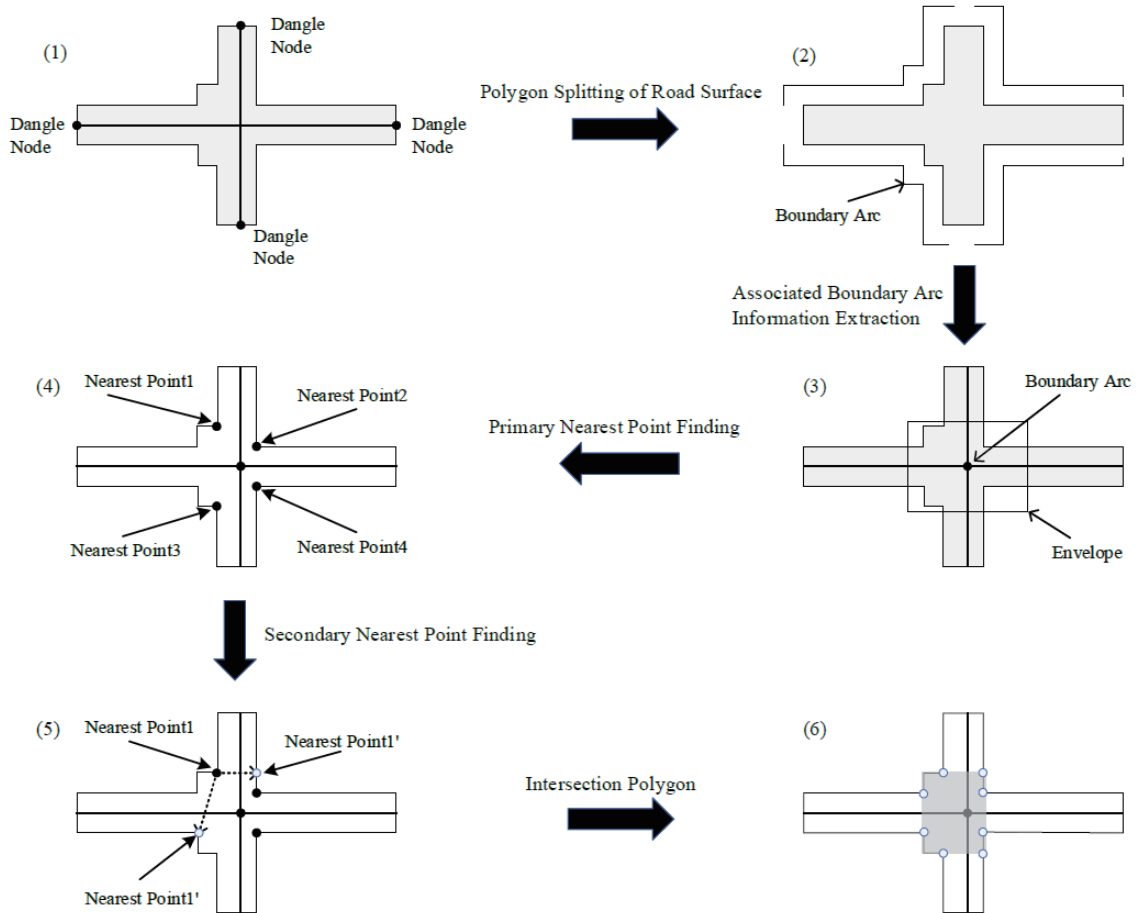 (1)
Dangle
Node
Dangle
Node
Dangle
Node
Dangle
Node
Polygon Splitting of Road Surface
(2)
Boundary Arc
Associated Boundary Arc
Information Extraction
(3)
Boundary Arc
Envelope
Primary Nearest Point Finding
(4)
Nearest Point1
Nearest Point2
Nearest Point3
Nearest Point4
Secondary Nearest Point Finding
(5)
Nearest Point1
Nearest Point1'
Nearest Point1'
Intersection Polygon
(6)